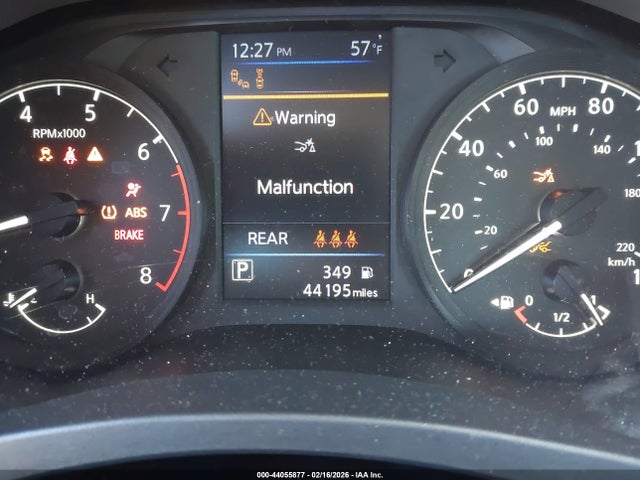 12:27 PM 57°F
Warning
Malfunction
REAR
P 349
44195 miles
4 5 6 7 8
RPMx1000
ABS
BRAKE
H
0 20 40 60 80
MPH
20 60 100 140 180 220
km/h
0 1/2 1
000-44055877 - 02/16/2026 - IAA Inc.